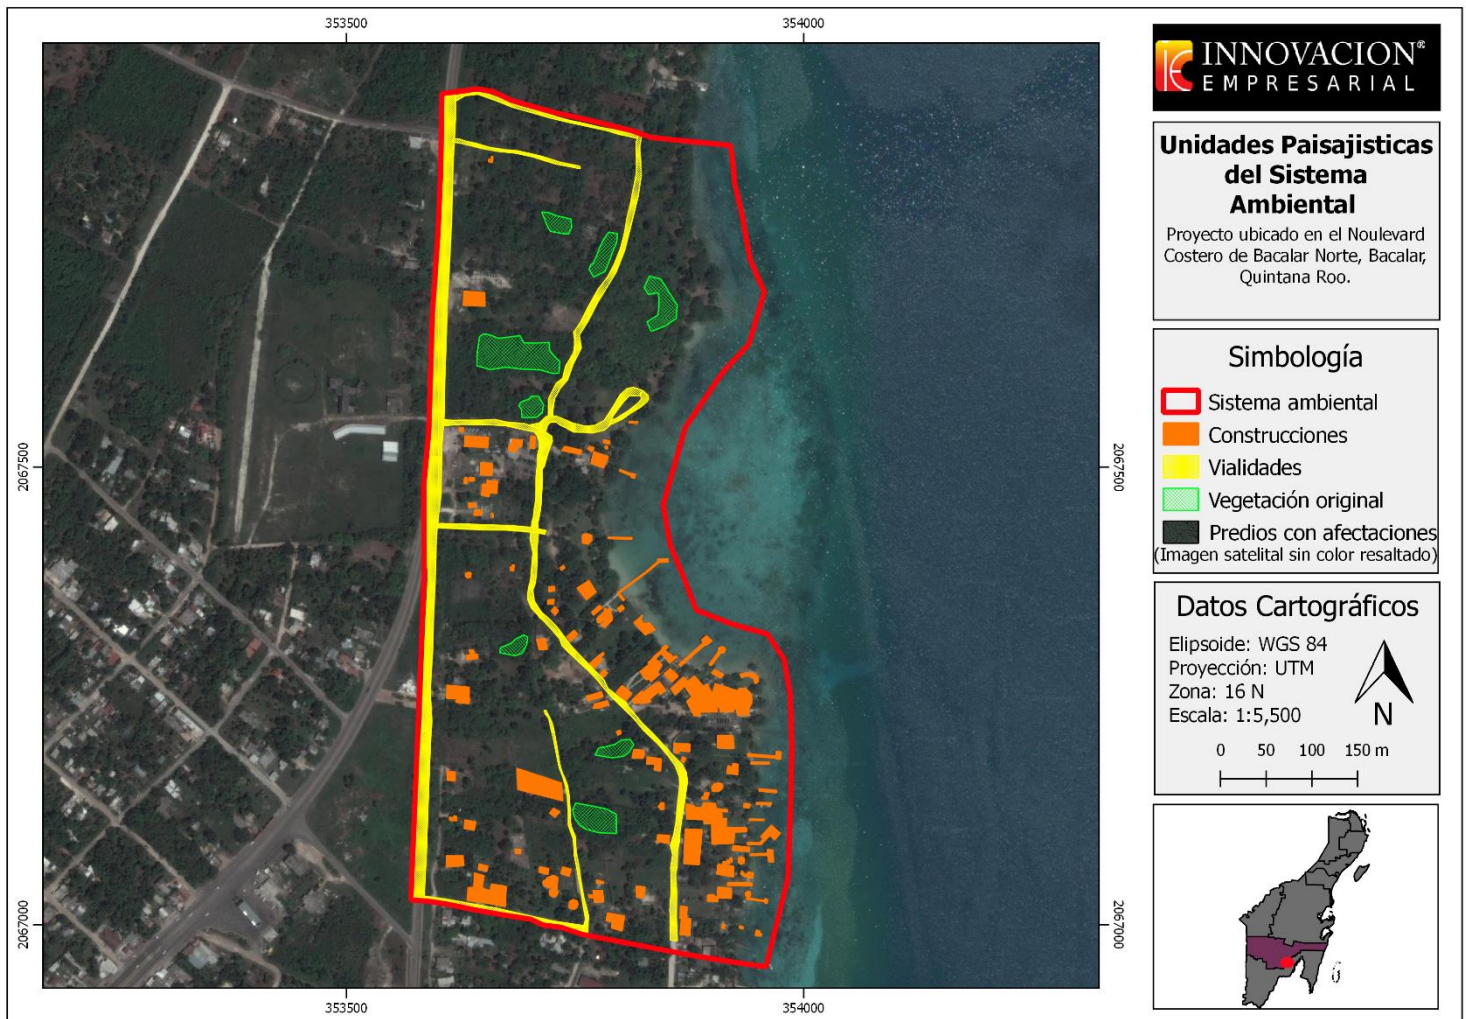 353500
354000
2067500
2067500
2067000
2067000
353500
354000
INNOVACION®
EMPRESARIAL
Unidades Paisajisticas
del Sistema
Ambiental
Proyecto ubicado en el Noulevard
Costero de Bacalar Norte, Bacalar,
Quintana Roo.
Simbología
Sistema ambiental
Construcciones
Vialidades
Vegetación original
Predios con afectaciones
(Imagen satelital sin color resaltado)
Datos Cartográficos
Elipsoide: WGS 84
Proyección: UTM
Zona: 16 N
Escala: 1:5,500
N
0 50 100 150 m